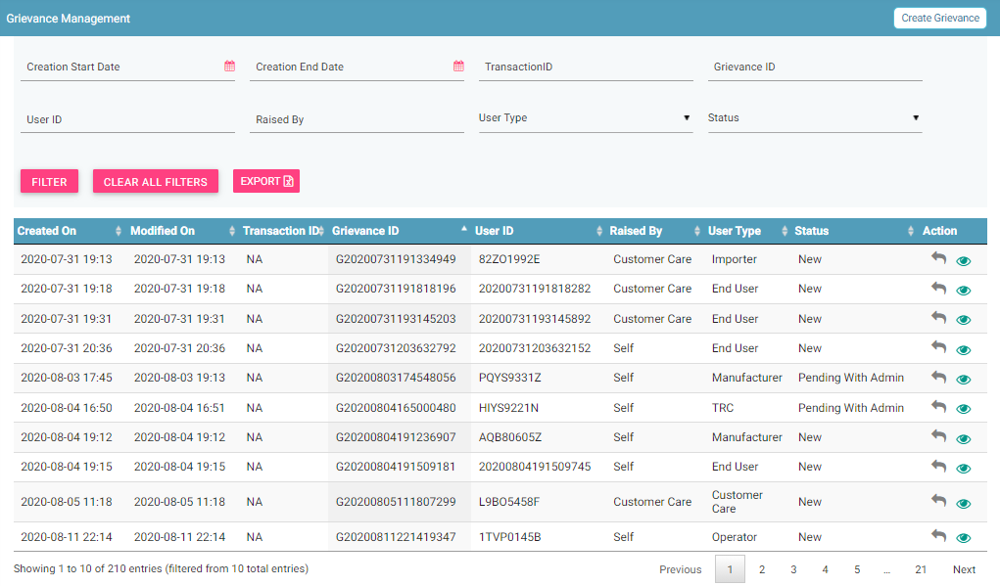 Grievance Management Create Grievance
Creation Start Date Creation End Date TransactionID Grievance ID
User ID Raised By User Type Status
FILTER CLEAR ALL FILTERS EXPORT
Created On Modified On Transaction ID Grievance ID User ID Raised By User Type Status Action
2020-07-31 19:13 2020-07-31 19:13 NA G20200731191334949 82ZO1992E Customer Care Importer New
2020-07-31 19:18 2020-07-31 19:18 NA G20200731191818196 20200731191818282 Customer Care End User New
2020-07-31 19:31 2020-07-31 19:31 NA G20200731193145203 20200731193145892 Customer Care End User New
2020-07-31 20:36 2020-07-31 20:36 NA G20200731203632792 20200731203632152 Self End User New
2020-08-03 17:45 2020-08-03 19:13 NA G20200803174548056 PQYS9331Z Self Manufacturer Pending With Admin
2020-08-04 16:50 2020-08-04 16:51 NA G20200804165000480 HIYS9221N Self TRC Pending With Admin
2020-08-04 19:12 2020-08-04 19:12 NA G20200804191236907 AQB80605Z Self Manufacturer New
2020-08-04 19:15 2020-08-04 19:15 NA G20200804191509181 20200804191509745 Self End User New
2020-08-05 11:18 2020-08-05 11:18 NA G20200805111807299 L9BO5458F Customer Care Customer Care New
2020-08-11 22:14 2020-08-11 22:14 NA G20200811221419347 1TVP0145B Self Operator New
Showing 1 to 10 of 210 entries (filtered from 10 total entries) Previous 1 2 3 4 5 ... 21 Next